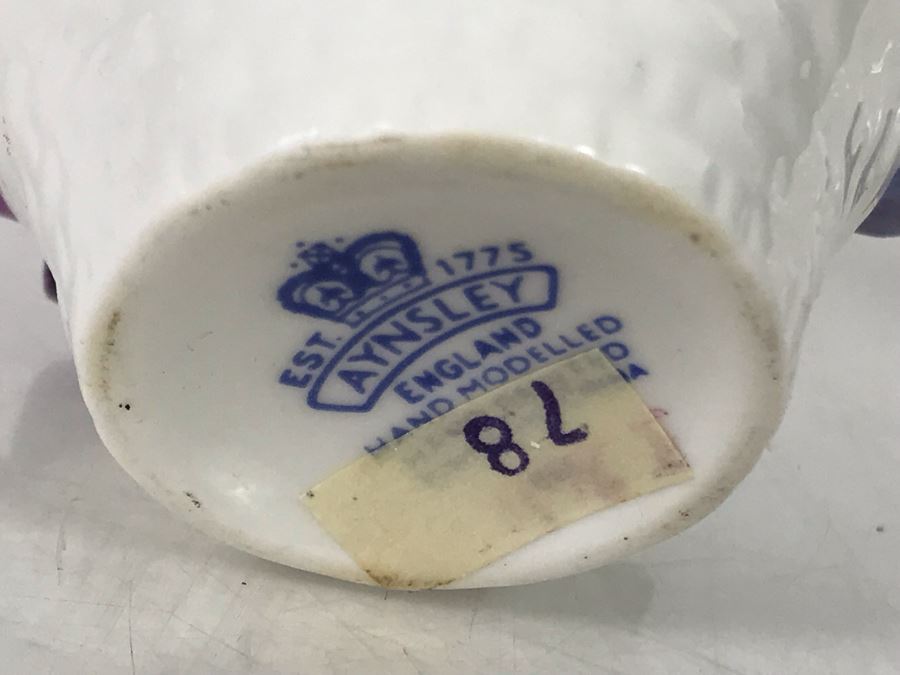 EST. 1775
AYNSLEY
ENGLAND
HAND MODELLED
78